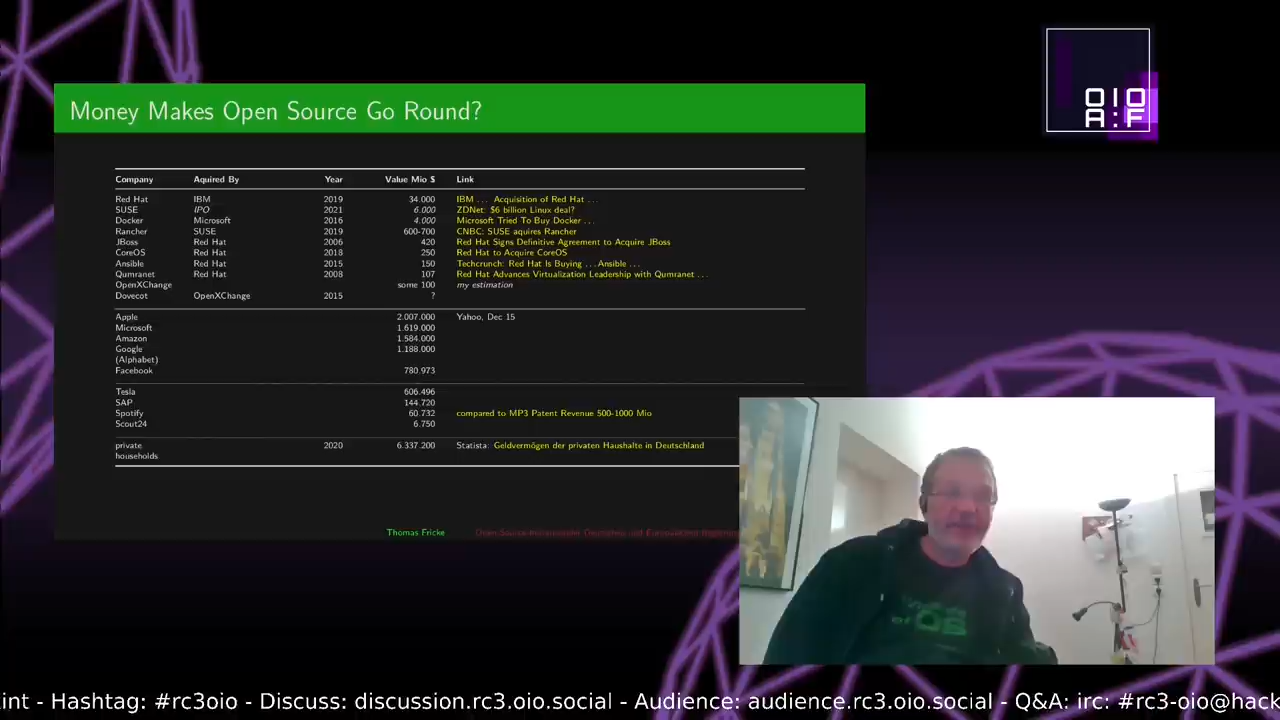 Money Makes Open Source Go Round?
OIO
A:F
Company Aquired By Year Value Mio $ Link
Red Hat IBM 2019 34.000 IBM ... Acquisition of Red Hat ...
SUSE IPO 2021 6.000 ZDNet: $6 billion Linux deal?
Docker Microsoft 2016 4.000 Microsoft Tried To Buy Docker ...
Rancher SUSE 2019 600-700 CNBC: SUSE aquires Rancher
JBoss Red Hat 2006 420 Red Hat Signs Definitive Agreement to Acquire JBoss
CoreOS Red Hat 2018 250 Red Hat to Acquire CoreOS
Ansible Red Hat 2015 150 Techcrunch: Red Hat Is Buying ... Ansible ...
Qumranet Red Hat 2008 107 Red Hat Advances Virtualization Leadership with Qumranet ...
OpenXChange some 100 my estimation
Dovecot OpenXChange 2015 ?
Apple 2.007.000 Yahoo, Dec 15
Microsoft 1.619.000
Amazon 1.584.000
Google 1.188.000
(Alphabet)
Facebook 780.973
Tesla 606.496
SAP 144.720
Spotify 60.732 compared to MP3 Patent Revenue 500-1000 Mio
Scout24 6.750
private 2020 6.337.200 Statista: Geldvermögen der privaten Haushalte in Deutschland
households
Thomas Fricke Open Source
int - Hashtag: #rc3oio - Discuss: discussion.rc3.oio.social - Audience: audience.rc3.oio.social - Q&A: irc: #rc3-oio@hack